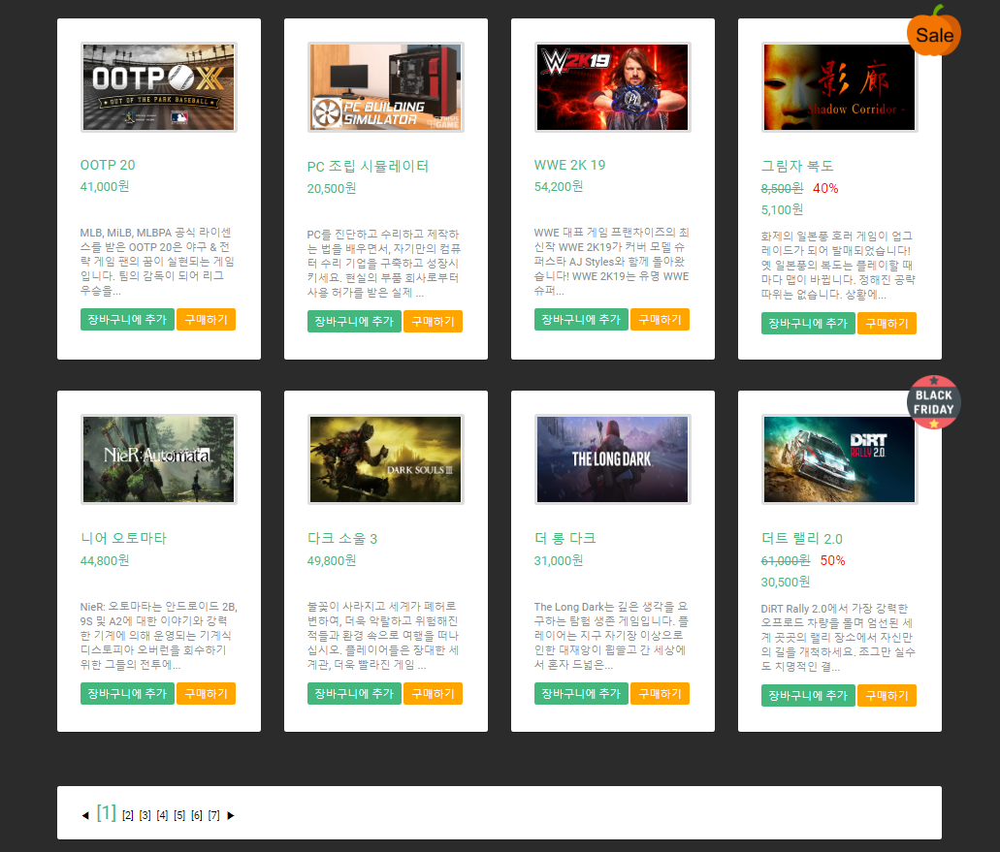 Sale
OOTP XX
OUT OF THE PARK BASEBALL
PC BUILDING
SIMULATOR
W 2K19
影廊
Shadow Corridor
OOTP 20
41,000원
PC 조립 시뮬레이터
20,500원
WWE 2K 19
54,200원
그림자 복도
8,500원 40%
5,100원
MLB, MiLB, MLBPA 공식 라이센
스를 받은 OOTP 20은 야구 & 전
략 게임 팬의 꿈이 실현되는 게임
입니다. 팀의 감독이 되어 리그
우승을...
PC를 진단하고 수리하고 제작하
는 법을 배우면서, 자기만의 컴퓨
터 수리 기업을 구축하고 성장시
키세요. 현실의 부품 회사로부터
사용 허가를 받은 실제 ...
WWE 대표 게임 프랜차이즈의 최
신작 WWE 2K19가 커버 모델 슈
퍼스타 AJ Styles와 함께 돌아왔
습니다! WWE 2K19는 유명 WWE
슈퍼...
화제의 일본풍 호러 게임이 업그
레이드가 되어 발매되었습니다!
옛 일본풍의 복도는 플레이할 때
마다 맵이 바뀝니다. 정해진 공략
따위는 없습니다. 상황에...
장바구니에 추가 구매하기
장바구니에 추가 구매하기
장바구니에 추가 구매하기
장바구니에 추가 구매하기
BLACK
FRIDAY
NieR:Automata
DARK SOULS III
THE LONG DARK
DiRT
RALLY 2.0
니어 오토마타
44,800원
다크 소울 3
49,800원
더 롱 다크
31,000원
더트 랠리 2.0
61,000원 50%
30,500원
NieR: 오토마타는 안드로이드 2B,
9S 및 A2에 대한 이야기와 강력
한 기계에 의해 운영되는 기계식
디스토피아 오버런을 회수하기
위한 그들의 전투에...
불꽃이 사라지고 세계가 폐허로
변하여, 더욱 악랄하고 위험해진
적들과 환경 속으로 여행을 떠나
십시오. 플레이어들은 장대한 세
계관, 더욱 빨라진 게임 ...
The Long Dark는 깊은 생각을 요
구하는 탐험 생존 게임입니다. 플
레이어는 지구 자기장 이상으로
인한 대재앙이 휩쓸고 간 세상에
서 혼자 드넓은...
DiRT Rally 2.0에서 가장 강력한
오프로드 차량을 몰며 엄선된 세
계 곳곳의 랠리 장소에서 자신만
의 길을 개척하세요. 조그만 실수
도 치명적인 결...
장바구니에 추가 구매하기
장바구니에 추가 구매하기
장바구니에 추가 구매하기
장바구니에 추가 구매하기
◀ [1] [2] [3] [4] [5] [6] [7] ▶